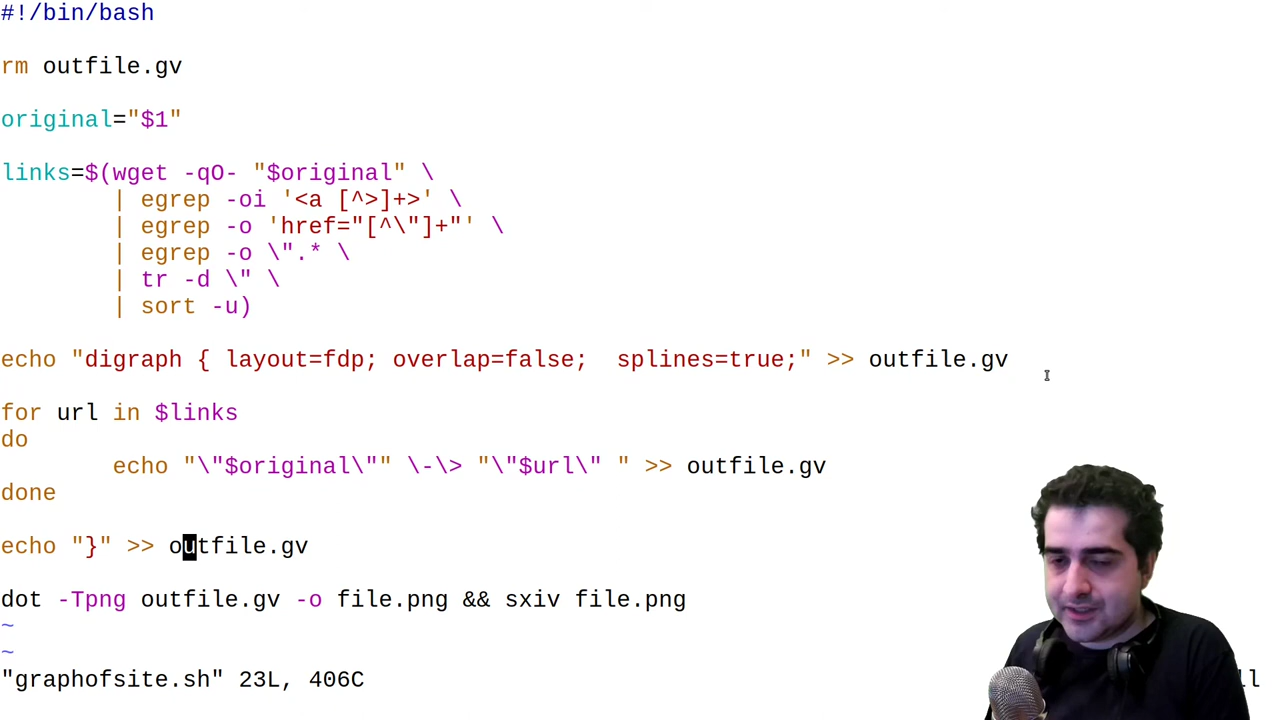 #!/bin/bash
rm outfile.gv
original="$1"
links=$(wget -qO- "$original" \
| egrep -oi '<a [^>]+>' \
| egrep -o 'href="[^\"]+"' \
| egrep -o \".* \
| tr -d \" \
| sort -u)
echo "digraph { layout=fdp; overlap=false;  splines=true;" >> outfile.gv
for url in $links
do
echo "\"$original\"" \-\> "\"$url\" " >> outfile.gv
done
echo "}" >> outfile.gv
dot -Tpng outfile.gv -o file.png && sxiv file.png
~
~
"graphofsite.sh" 23L, 406C